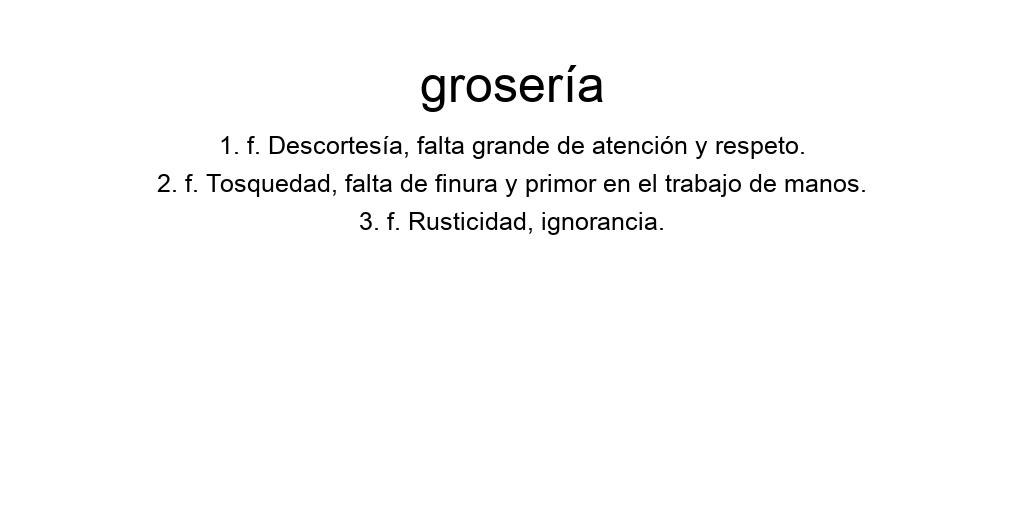 grosería
1. f. Descortesía, falta grande de atención y respeto.
2. f. Tosquedad, falta de finura y primor en el trabajo de manos.
3. f. Rusticidad, ignorancia.